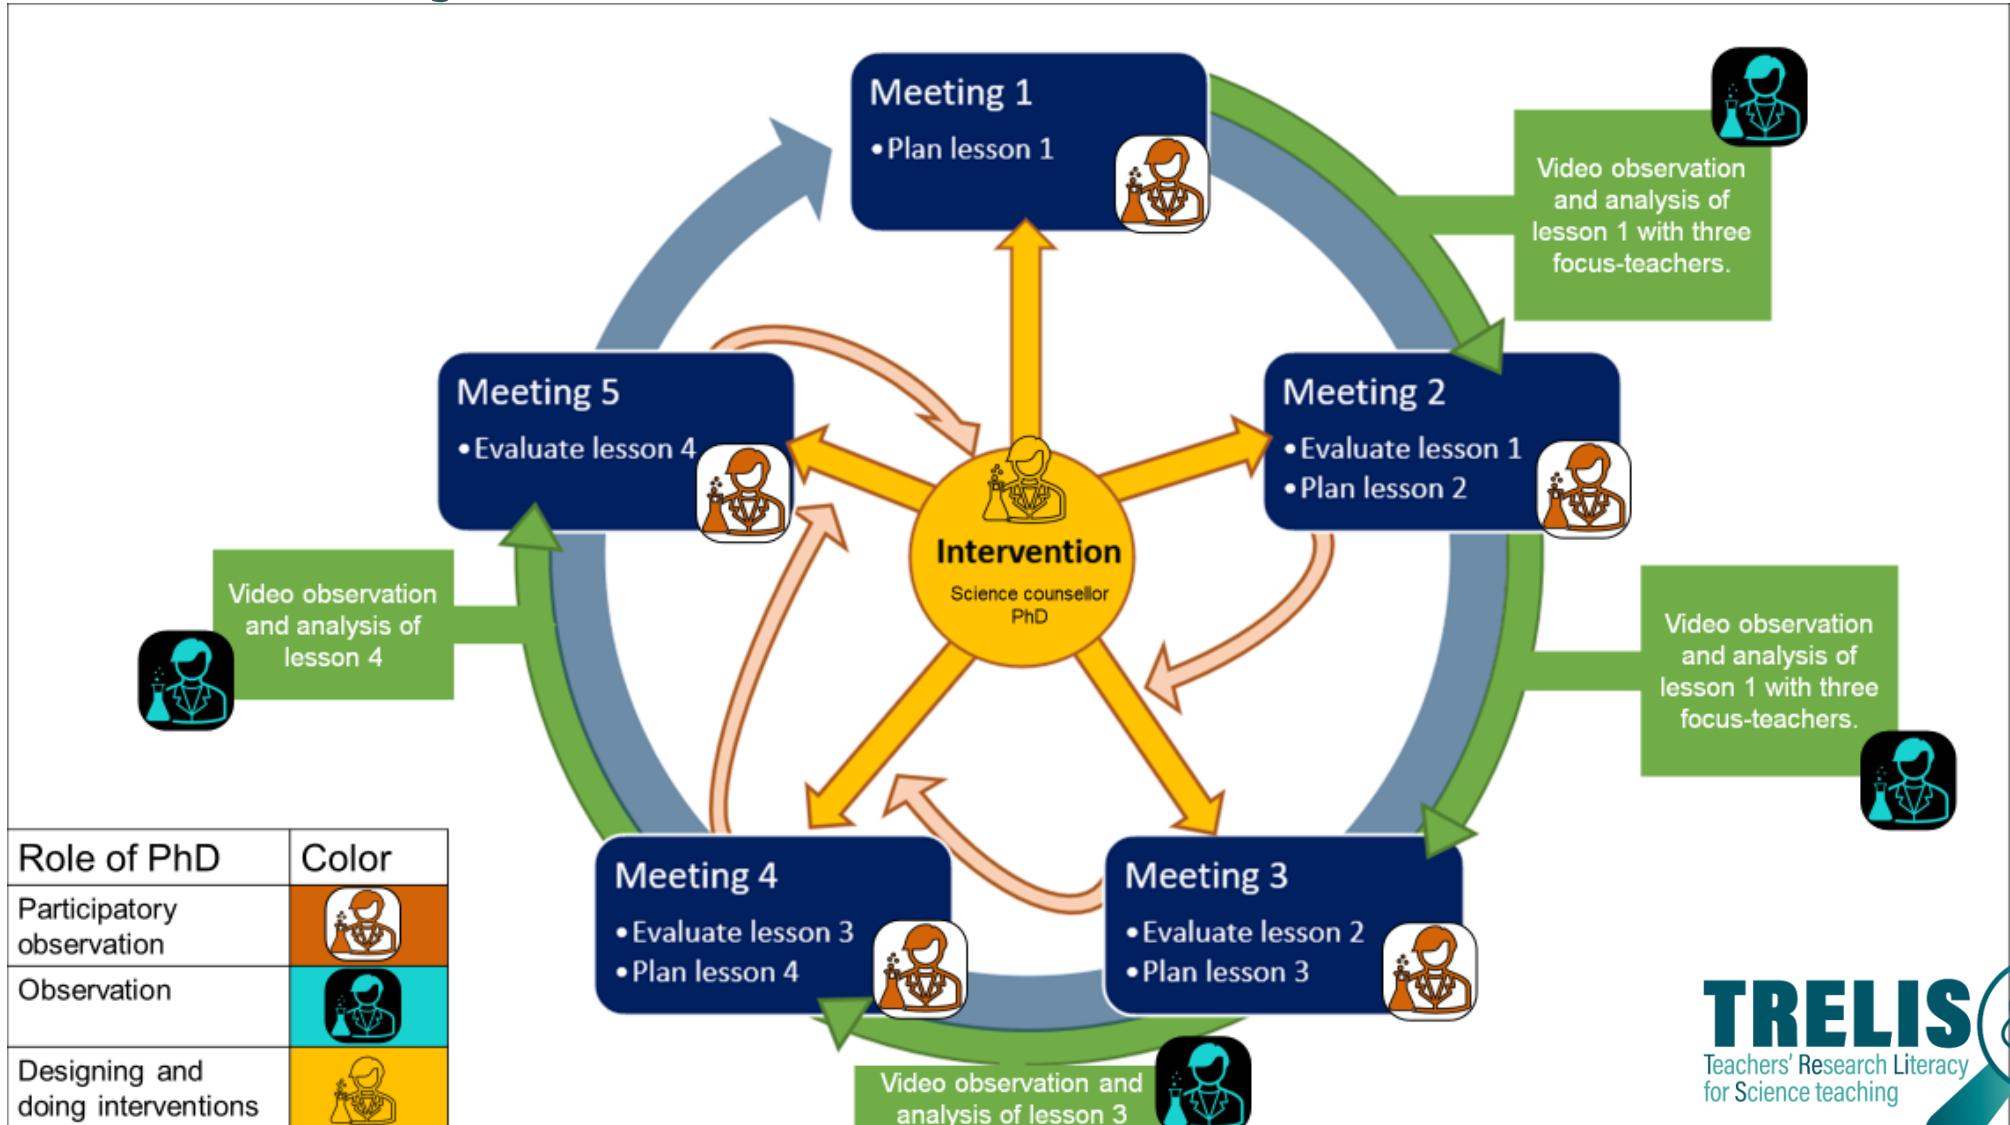 Meeting 1
•Plan lesson 1
Video observation
and analysis of
lesson 1 with three
focus-teachers.
Meeting 5
•Evaluate lesson 4
Meeting 2
•Evaluate lesson 1
•Plan lesson 2
Intervention
Science counsellor
PhD
Video observation
and analysis of
lesson 4
Video observation
and analysis of
lesson 1 with three
focus-teachers.
Meeting 4
•Evaluate lesson 3
•Plan lesson 4
Meeting 3
•Evaluate lesson 2
•Plan lesson 3
Video observation and
analysis of lesson 3
Role of PhD Color
Participatory
observation
Observation
Designing and
doing interventions
TRELIS
Teachers' Research Literacy
for Science teaching